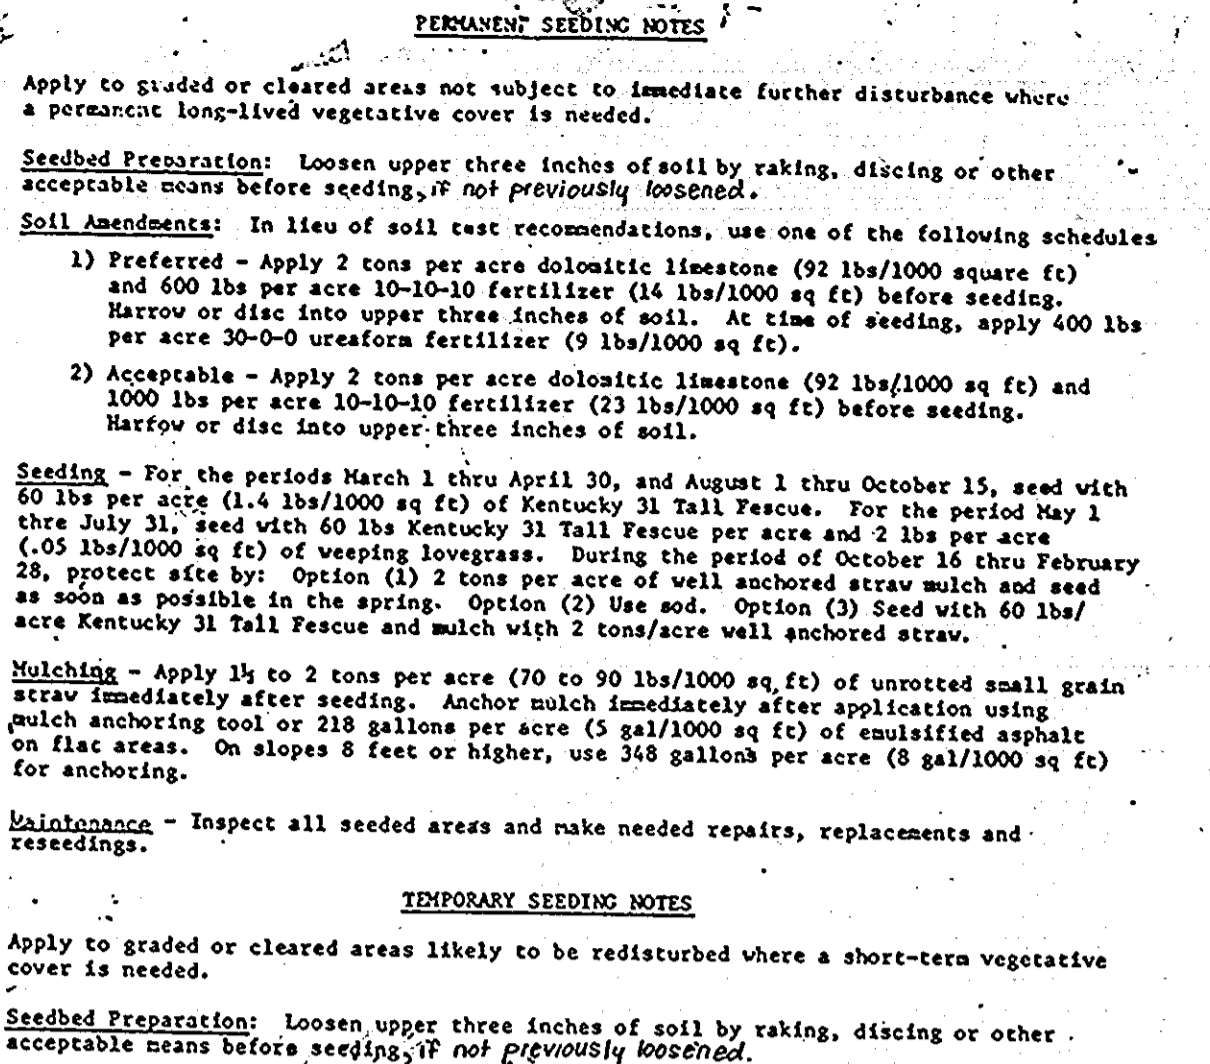 PERMANENT SEEDING NOTES
Apply to graded or cleared areas not subject to immediate further disturbance where
a permanent long-lived vegetative cover is needed.
Seedbed Preparation: Loosen upper three inches of soil by raking, discing or other
acceptable means before seeding, if not previously loosened.
Soil Amendments: In lieu of soil test recommendations, use one of the following schedules
1) Preferred - Apply 2 tons per acre dolomitic limestone (92 lbs/1000 square ft)
and 600 lbs per acre 10-10-10 fertilizer (14 lbs/1000 sq ft) before seeding.
Harrow or disc into upper three inches of soil. At time of seeding, apply 400 lbs
per acre 30-0-0 ureaform fertilizer (9 lbs/1000 sq ft).
2) Acceptable - Apply 2 tons per acre dolomitic limestone (92 lbs/1000 sq ft) and
1000 lbs per acre 10-10-10 fertilizer (23 lbs/1000 sq ft) before seeding.
Harrow or disc into upper three inches of soil.
Seeding - For the periods March 1 thru April 30, and August 1 thru October 15, seed with
60 lbs per acre (1.4 lbs/1000 sq ft) of Kentucky 31 Tall Fescue. For the period May 1
thre July 31, seed with 60 lbs Kentucky 31 Tall Fescue per acre and 2 lbs per acre
(.05 lbs/1000 sq ft) of weeping lovegrass. During the period of October 16 thru February
28, protect site by: Option (1) 2 tons per acre of well anchored straw mulch and seed
as soon as possible in the spring. Option (2) Use sod. Option (3) Seed with 60 lbs/
acre Kentucky 31 Tall Fescue and mulch with 2 tons/acre well anchored straw.
Mulching - Apply 1½ to 2 tons per acre (70 to 90 lbs/1000 sq ft) of unrotted small grain
straw immediately after seeding. Anchor mulch immediately after application using
mulch anchoring tool or 218 gallons per acre (5 gal/1000 sq ft) of emulsified asphalt
on flat areas. On slopes 8 feet or higher, use 348 gallons per acre (8 gal/1000 sq ft)
for anchoring.
Maintenance - Inspect all seeded areas and make needed repairs, replacements and
reseedings.
TEMPORARY SEEDING NOTES
Apply to graded or cleared areas likely to be redisturbed where a short-term vegetative
cover is needed.
Seedbed Preparation: Loosen upper three inches of soil by raking, discing or other
acceptable means before seeding, if not previously loosened.